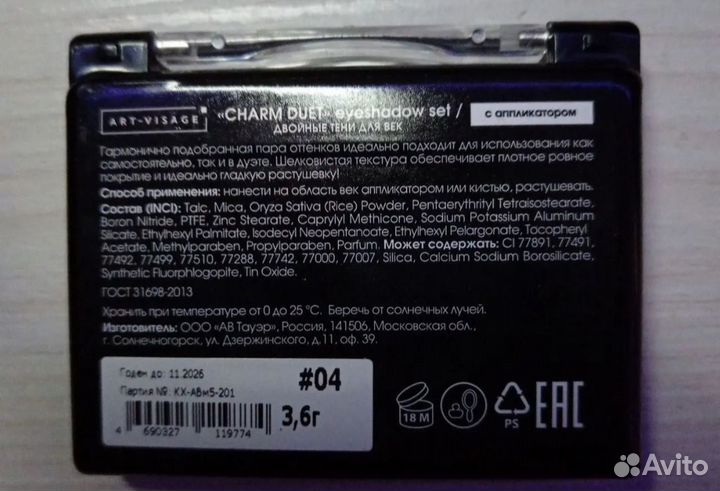 ART-VISAGE
«CHARM DUET» eyeshadow set /
ДВОЙНЫЕ ТЕНИ ДЛЯ ВЕК
с аппликатором
Гармонично подобранная пара оттенков идеально подходит для использования как
самостоятельно, так и в дуэте. Шелковистая текстура обеспечивает плотное ровное
покрытие и идеально гладкую растушевку!
Способ применения: нанести на область век аппликатором или кистью, растушевать.
Состав (INCI): Talc, Mica, Oryza Sativa (Rice) Powder, Pentaerythrityl Tetraisostearate,
Boron Nitride, PTFE, Zinc Stearate, Caprylyl Methicone, Sodium Potassium Aluminum
Silicate, Ethylhexyl Palmitate, Isodecyl Neopentanoate, Ethylhexyl Pelargonate, Tocopheryl
Acetate, Methylparaben, Propylparaben, Parfum. Может содержать: CI 77891, 77491,
77492, 77499, 77510, 77288, 77742, 77000, 77007, Silica, Calcium Sodium Borosilicate,
Synthetic Fluorphlogopite, Tin Oxide.
ГОСТ 31698-2013
Хранить при температуре от 0 до 25 °С. Беречь от солнечных лучей.
Изготовитель: ООО «АВ Тауэр», Россия, 141506, Московская обл.,
г. Солнечногорск, ул. Дзержинского, д.11, оф. 39.
Годен до: 11.2026
Партия №: КХ-АВм5-201
#04
3,6г
4 690327 119774
18 M
PS
EAC
Avito